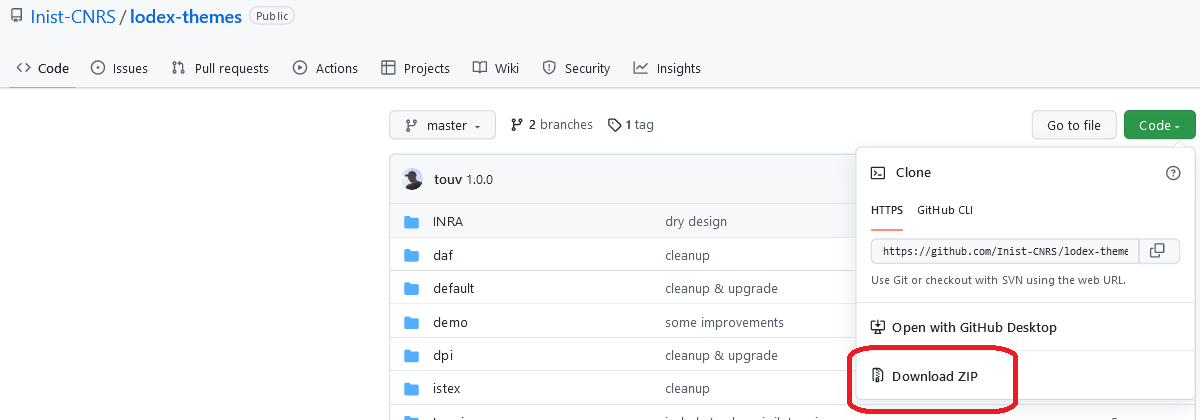 Inist-CNRS / lodex-themes Public
Code Issues Pull requests Actions Projects Wiki Security Insights
master 2 branches 1 tag Go to file Code
touv 1.0.0
INRA dry design
daf cleanup
default cleanup & upgrade
demo some improvements
dpi cleanup & upgrade
istex cleanup
Clone
HTTPS GitHub CLI
https://github.com/Inist-CNRS/lodex-theme
Use Git or checkout with SVN using the web URL.
Open with GitHub Desktop
Download ZIP